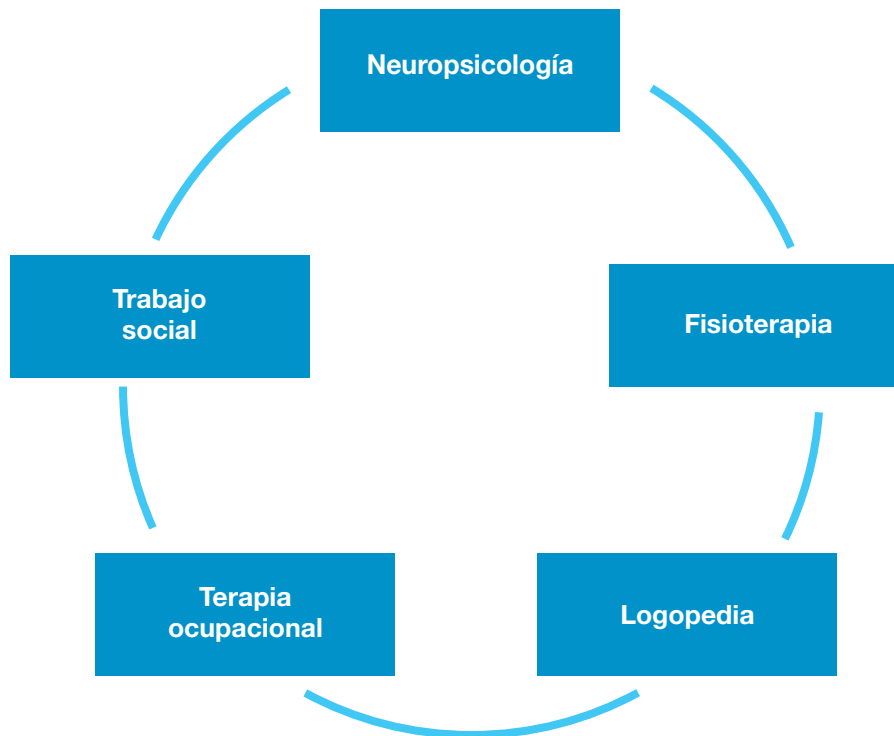 Neuropsicología
Trabajo
social
Fisioterapia
Terapia
ocupacional
Logopedia